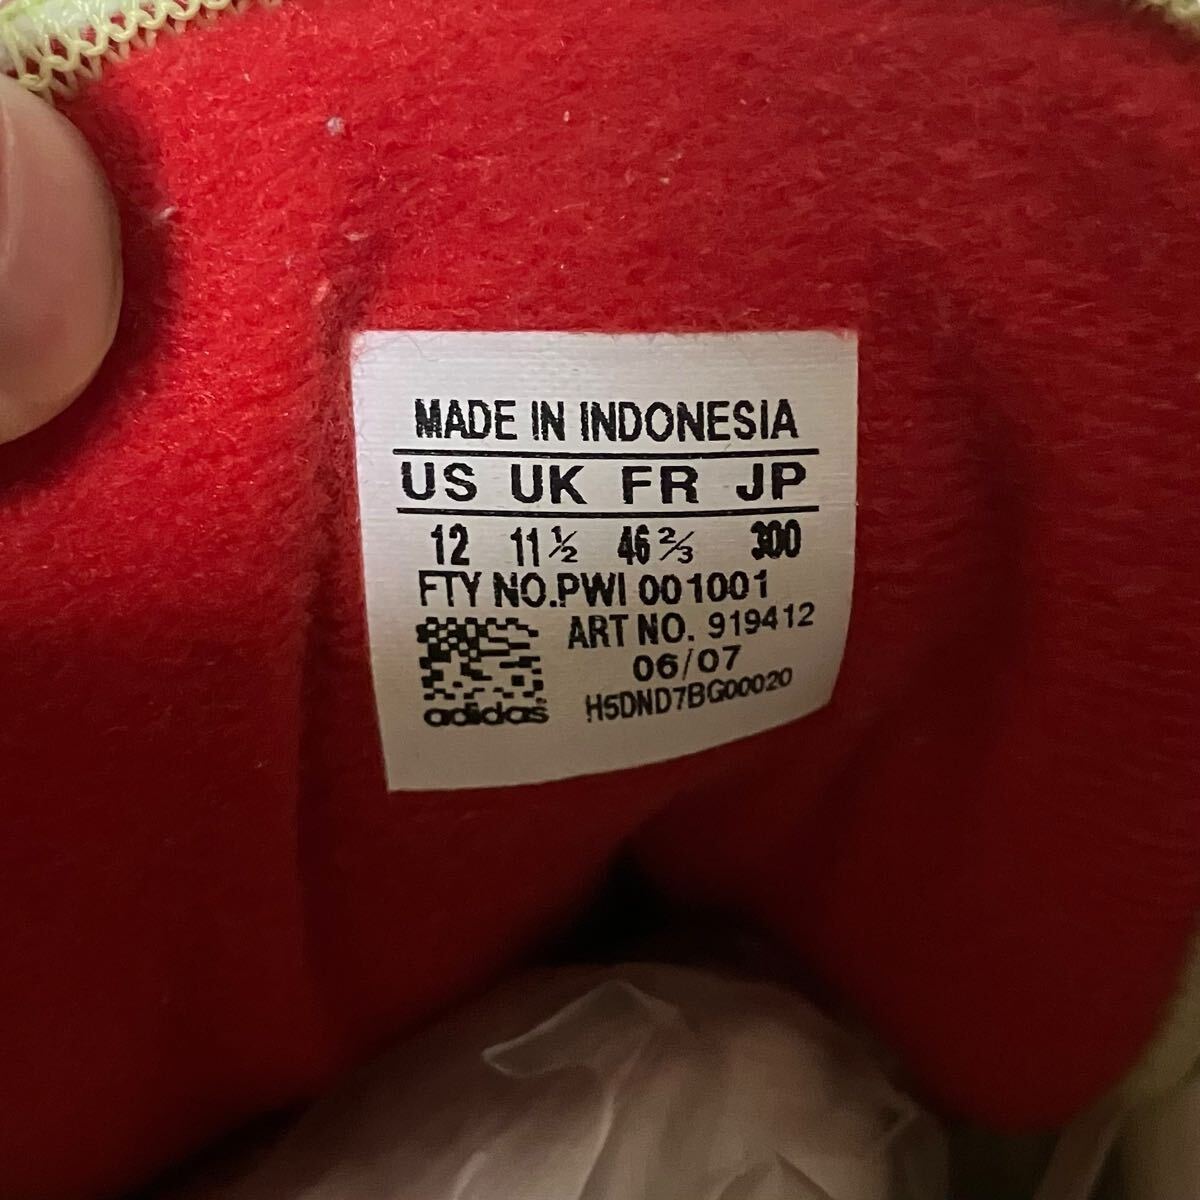 MADE IN INDONESIA
US UK FR JP
12 11½ 46⅔ 300
FTY NO.PWI 001001
ART NO. 919412
06/07
adidas H5DND7BG00020